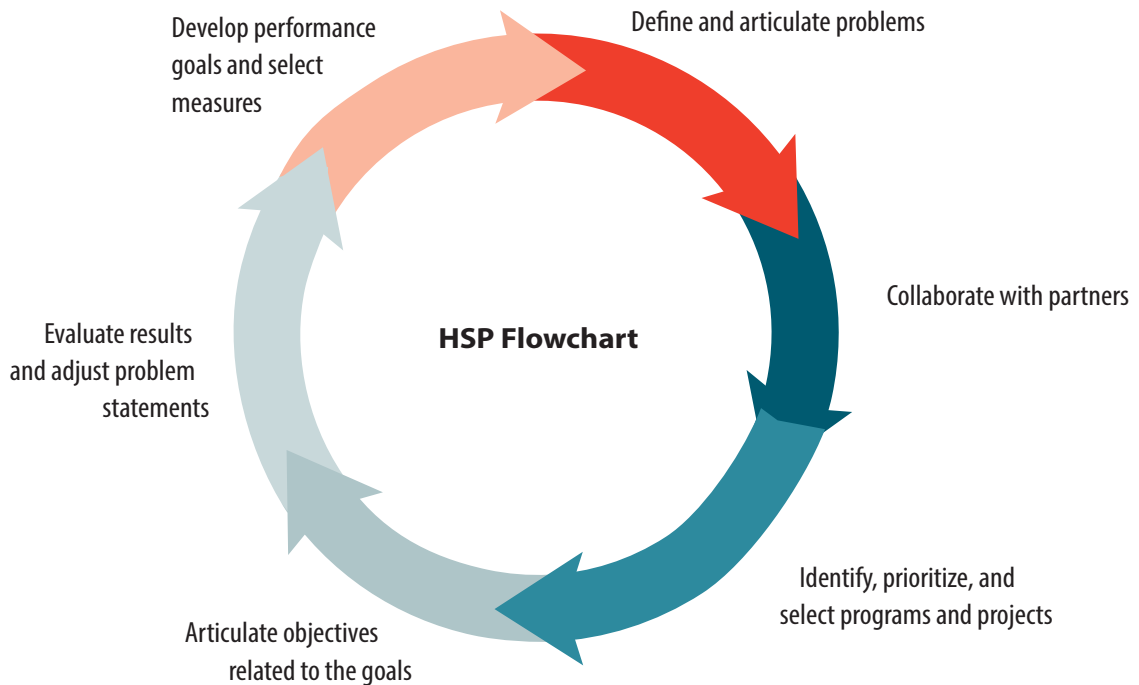 Develop performance
goals and select
measures
Define and articulate problems
Collaborate with partners
HSP Flowchart
Evaluate results
and adjust problem
statements
Identify, prioritize, and
select programs and projects
Articulate objectives
related to the goals